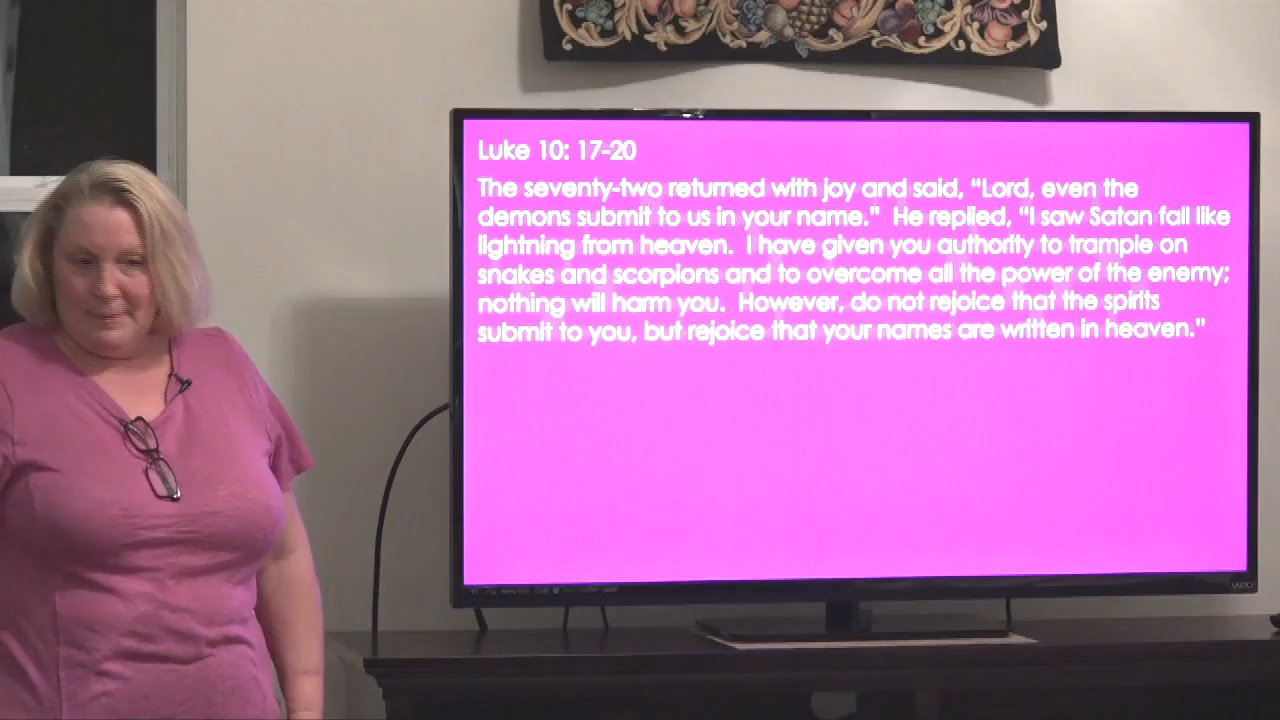 Luke 10: 17-20
The seventy-two returned with joy and said, “Lord, even the
demons submit to us in your name.”  He replied, “I saw Satan fall like
lightning from heaven.  I have given you authority to trample on
snakes and scorpions and to overcome all the power of the enemy;
nothing will harm you.  However, do not rejoice that the spirits
submit to you, but rejoice that your names are written in heaven.”
VIZIO